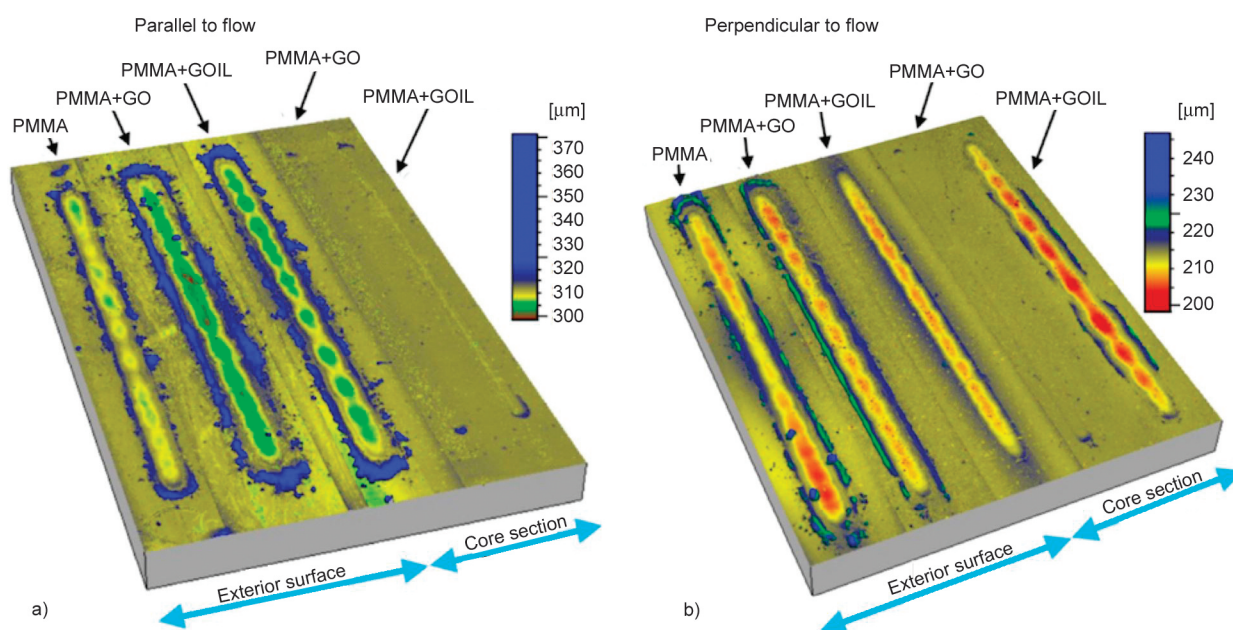 Parallel to flow
PMMA+GO
PMMA+GOIL
PMMA+GO
PMMA
PMMA+GOIL
[µm]
370
350
340
330
320
310
300
Core section
Exterior surface
a)
Perpendicular to flow
PMMA+GO
PMMA+GOIL
PMMA+GOIL
PMMA+GO
PMMA
[µm]
240
230
220
210
200
Core section
Exterior surface
b)